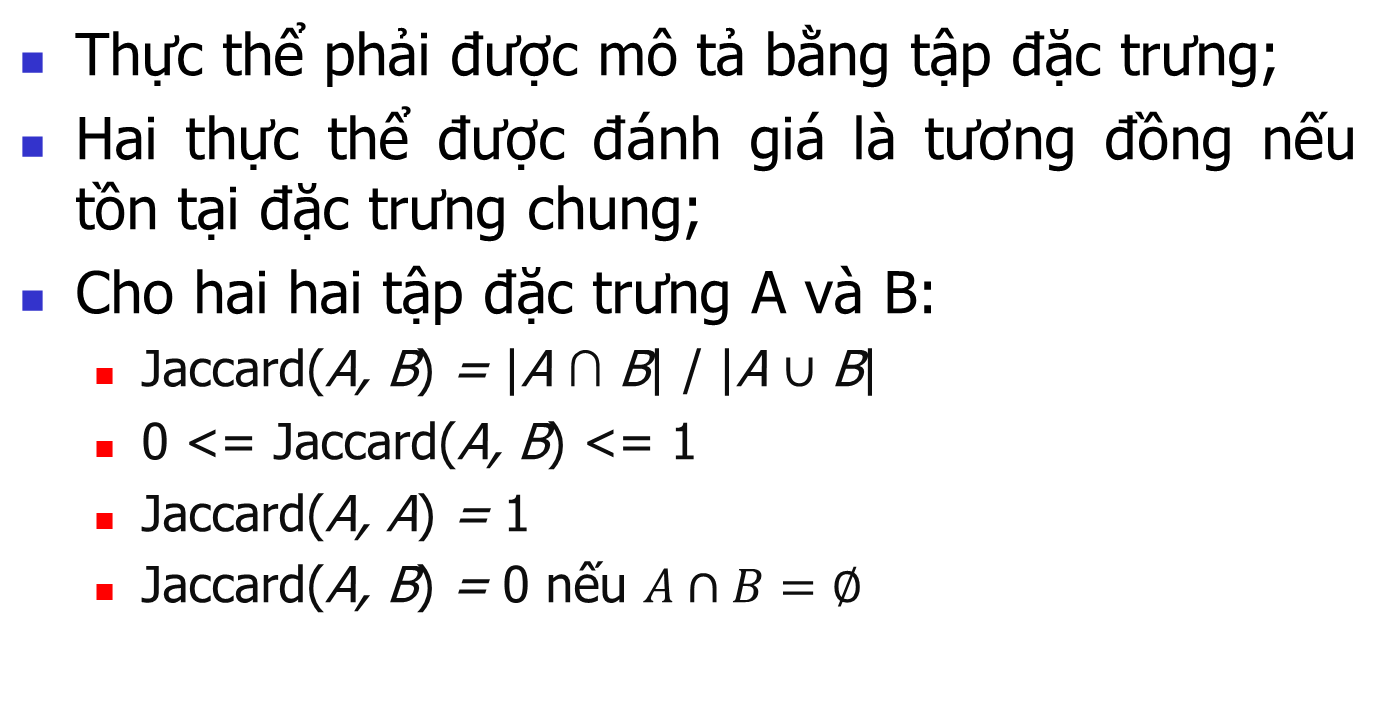 Thực thể phải được mô tả bằng tập đặc trưng;
Hai thực thể được đánh giá là tương đồng nếu
tồn tại đặc trưng chung;
Cho hai hai tập đặc trưng A và B:
Jaccard(A, B) = |A ∩ B| / |A ∪ B|
0 <= Jaccard(A, B) <= 1
Jaccard(A, A) = 1
Jaccard(A, B) = 0 nếu A ∩ B = ∅